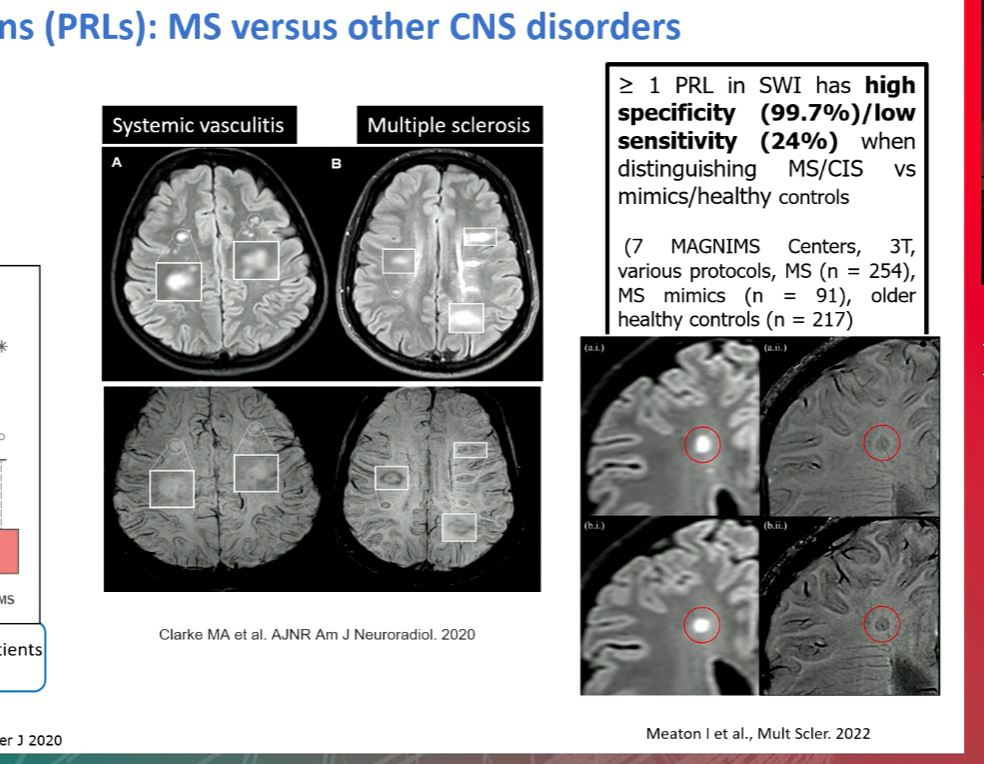 ns (PRLs): MS versus other CNS disorders
Systemic vasculitis
Multiple sclerosis
A
B
Clarke MA et al. AJNR Am J Neuroradiol. 2020
≥ 1 PRL in SWI has high
specificity (99.7%)/low
sensitivity (24%) when
distinguishing MS/CIS vs
mimics/healthy controls
(7 MAGNIMS Centers, 3T,
various protocols, MS (n = 254),
MS mimics (n = 91), older
healthy controls (n = 217)
(a.i.)
(a.ii.)
(b.i.)
(b.ii.)
Meaton I et al., Mult Scler. 2022
*
MS
tients
er J 2020